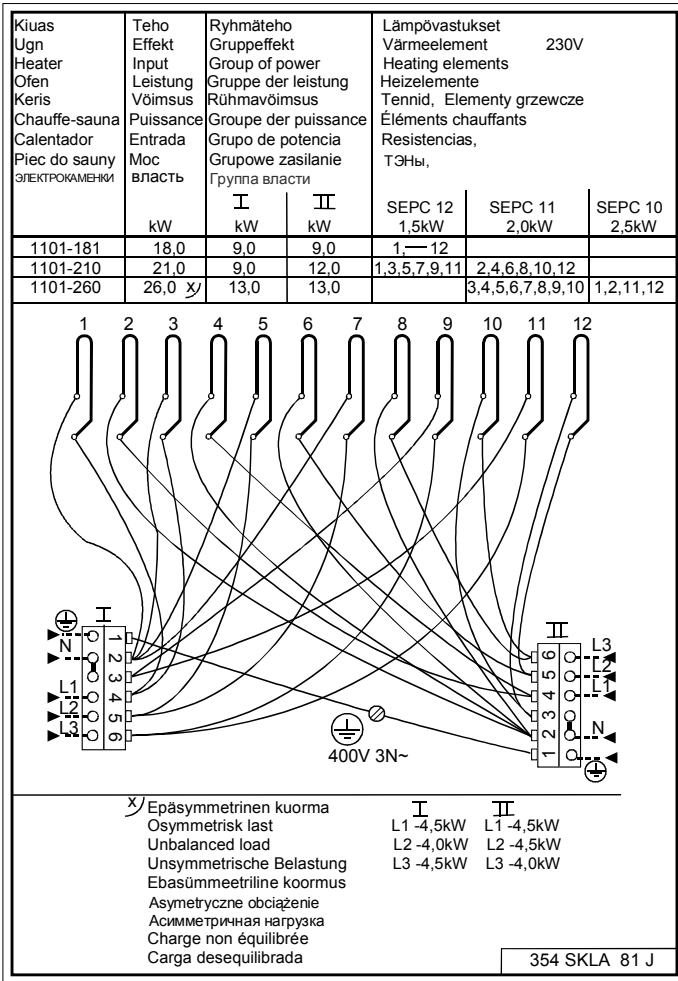 Kiuas Teho Ryhmäteho Lämpövastukset
Ugn Effekt Gruppeffekt Värmeelement 230V
Heater Input Group of power Heating elements
Ofen Leistung Gruppe der leistung Heizelemente
Keris Vöimsus Rühmavöimsus Tennid, Elementy grzewcze
Chauffe-sauna Puissance Groupe der puissance Éléments chauffants
Calentador Entrada Grupo de potencia Resistencias,
Piec do sauny Moc Grupowe zasilanie ТЭНы,
ЭЛЕКТРОКАМЕНКИ власть Группа власти
I II SEPC 12 SEPC 11 SEPC 10
kW kW kW 1,5kW 2,0kW 2,5kW
1101-181 18,0 9,0 9,0 1,— 12
1101-210 21,0 9,0 12,0 1,3,5,7,9,11 2,4,6,8,10,12
1101-260 26,0 x) 13,0 13,0 3,4,5,6,7,8,9,10 1,2,11,12
1 2 3 4 5 6 7 8 9 10 11 12
I
N
L1
L2
L3
1
2
3
4
5
6
400V 3N~
II
6
5
4
3
2
1
L3
L2
L1
N
x) Epäsymmetrinen kuorma I II
Osymmetrisk last L1 -4,5kW L1 -4,5kW
Unbalanced load L2 -4,0kW L2 -4,5kW
Unsymmetrische Belastung L3 -4,5kW L3 -4,0kW
Ebasümmeetriline koormus
Asymetryczne obciążenie
Асимметричная нагрузка
Charge non équilibrée
Carga desequilibrada
354 SKLA 81 J